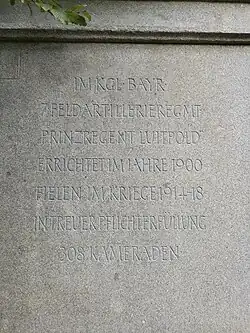 IM KGL·BAYR·
7·FELDARTILLERIEREGMT·
PRINZREGENT LUITPOLD
ERRICHTET IM JAHRE 1900
FIELEN IM KRIEGE 1914-18
IN TREUER PFLICHTERFÜLLUNG
808 KAMERADEN